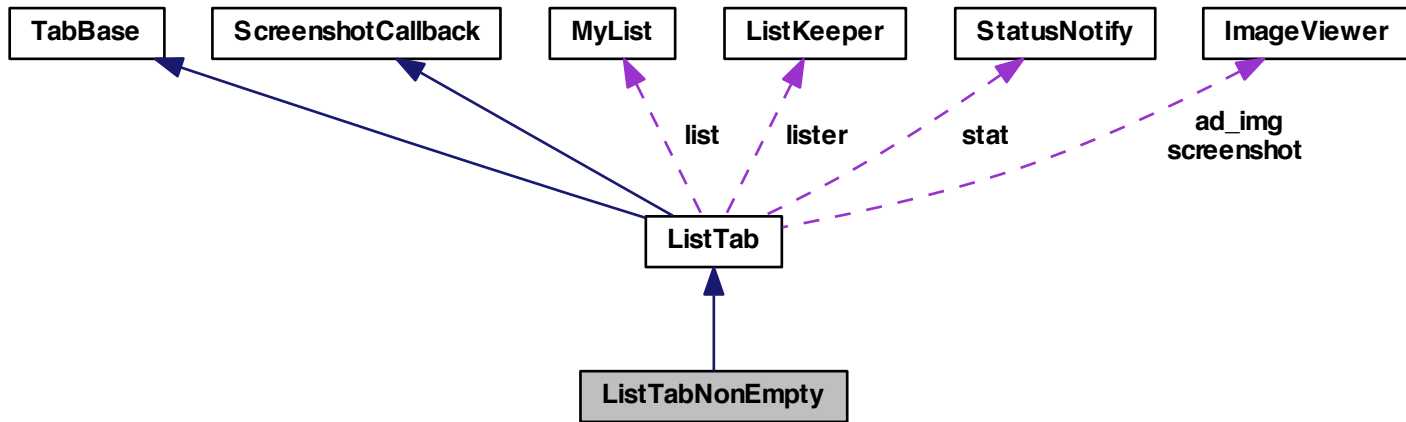 TabBase
ScreenshotCallback
MyList
ListKeeper
StatusNotify
ImageViewer
list
lister
stat
ad_img
screenshot
ListTab
ListTabNonEmpty